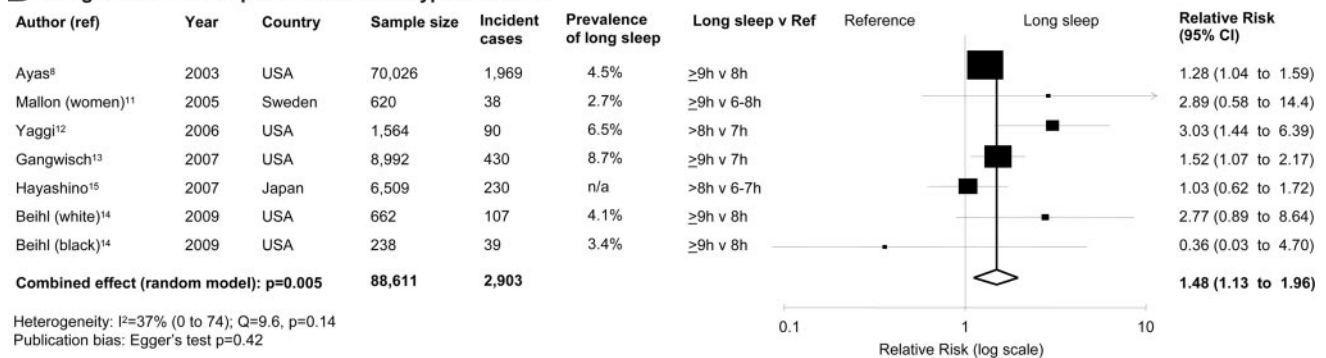 Author (ref) Year Country Sample size Incident cases Prevalence of long sleep Long sleep v Ref Reference Long sleep Relative Risk (95% CI)
Ayas⁸ 2003 USA 70,026 1,969 4.5% ≥9h v 8h 1.28 (1.04 to 1.59)
Mallon (women)¹¹ 2005 Sweden 620 38 2.7% ≥9h v 6-8h 2.89 (0.58 to 14.4)
Yaggi¹² 2006 USA 1,564 90 6.5% >8h v 7h 3.03 (1.44 to 6.39)
Gangwisch¹³ 2007 USA 8,992 430 8.7% ≥9h v 7h 1.52 (1.07 to 2.17)
Hayashino¹⁵ 2007 Japan 6,509 230 n/a >8h v 6-7h 1.03 (0.62 to 1.72)
Beihl (white)¹⁴ 2009 USA 662 107 4.1% ≥9h v 8h 2.77 (0.89 to 8.64)
Beihl (black)¹⁴ 2009 USA 238 39 3.4% ≥9h v 8h 0.36 (0.03 to 4.70)
Combined effect (random model): p=0.005 88,611 2,903 1.48 (1.13 to 1.96)
Heterogeneity: I²=37% (0 to 74); Q=9.6, p=0.14
Publication bias: Egger's test p=0.42
0.1 1 10
Relative Risk (log scale)